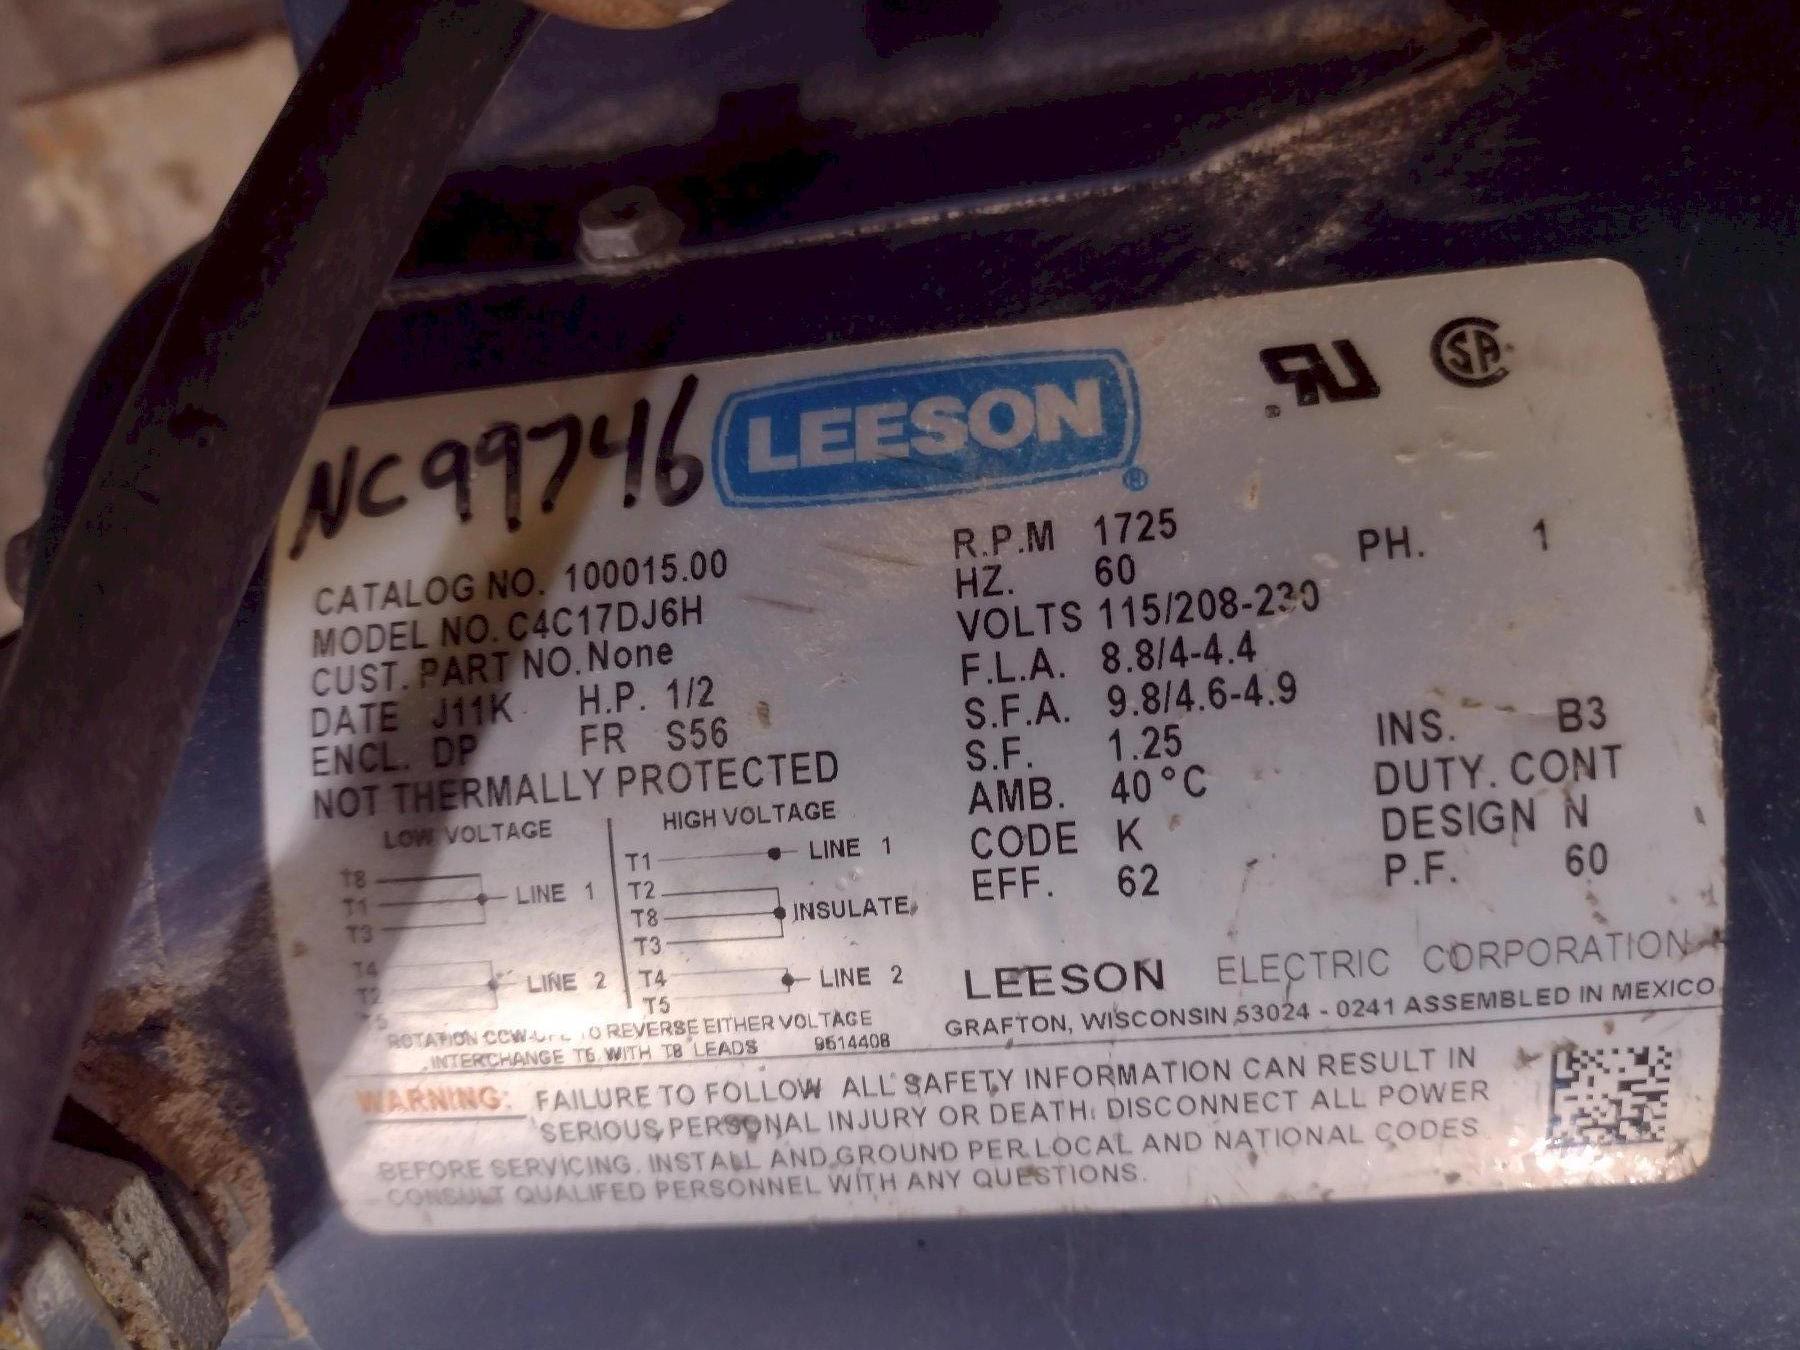 NC99746
LEESON®
CATALOG NO. 100015.00
MODEL NO. C4C17DJ6H
CUST. PART NO. None
DATE J11K H.P. 1/2
ENCL. DP FR S56
NOT THERMALLY PROTECTED
R.P.M 1725
HZ. 60 PH. 1
VOLTS 115/208-230
F.L.A. 8.8/4-4.4
S.F.A. 9.8/4.6-4.9
S.F. 1.25 INS. B3
AMB. 40°C DUTY. CONT
CODE K DESIGN N
EFF. 62 P.F. 60
LOW VOLTAGE
T8
T1 LINE 1
T3
T4
T2 LINE 2
HIGH VOLTAGE
T1 LINE 1
T2
T8 INSULATE
T3
T4 LINE 2
T5
ROTATION TO REVERSE EITHER VOLTAGE
INTERCHANGE WITH T8 LEADS
LEESON ELECTRIC CORPORATION
GRAFTON, WISCONSIN 53024 - 0241 ASSEMBLED IN MEXICO
WARNING: FAILURE TO FOLLOW ALL SAFETY INFORMATION CAN RESULT IN
SERIOUS PERSONAL INJURY OR DEATH. DISCONNECT ALL POWER
BEFORE SERVICING. INSTALL AND GROUND PER LOCAL AND NATIONAL CODES
CONSULT QUALIFED PERSONNEL WITH ANY QUESTIONS.